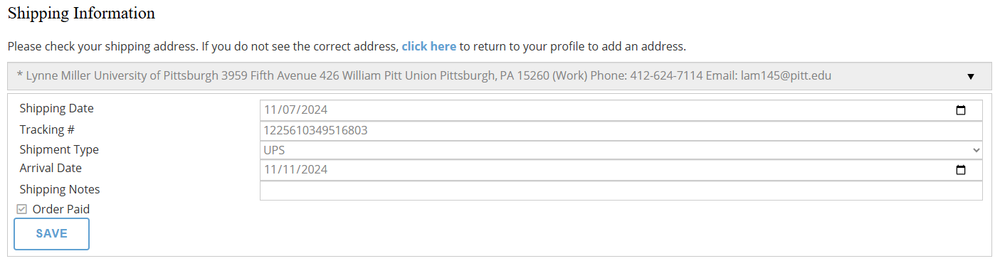 Shipping Information
Please check your shipping address. If you do not see the correct address, click here to return to your profile to add an address.
* Lynne Miller University of Pittsburgh 3959 Fifth Avenue 426 William Pitt Union Pittsburgh, PA 15260 (Work) Phone: 412-624-7114 Email: lam145@pitt.edu
Shipping Date 11/07/2024
Tracking # 1225610349516803
Shipment Type UPS
Arrival Date 11/11/2024
Shipping Notes
Order Paid
SAVE